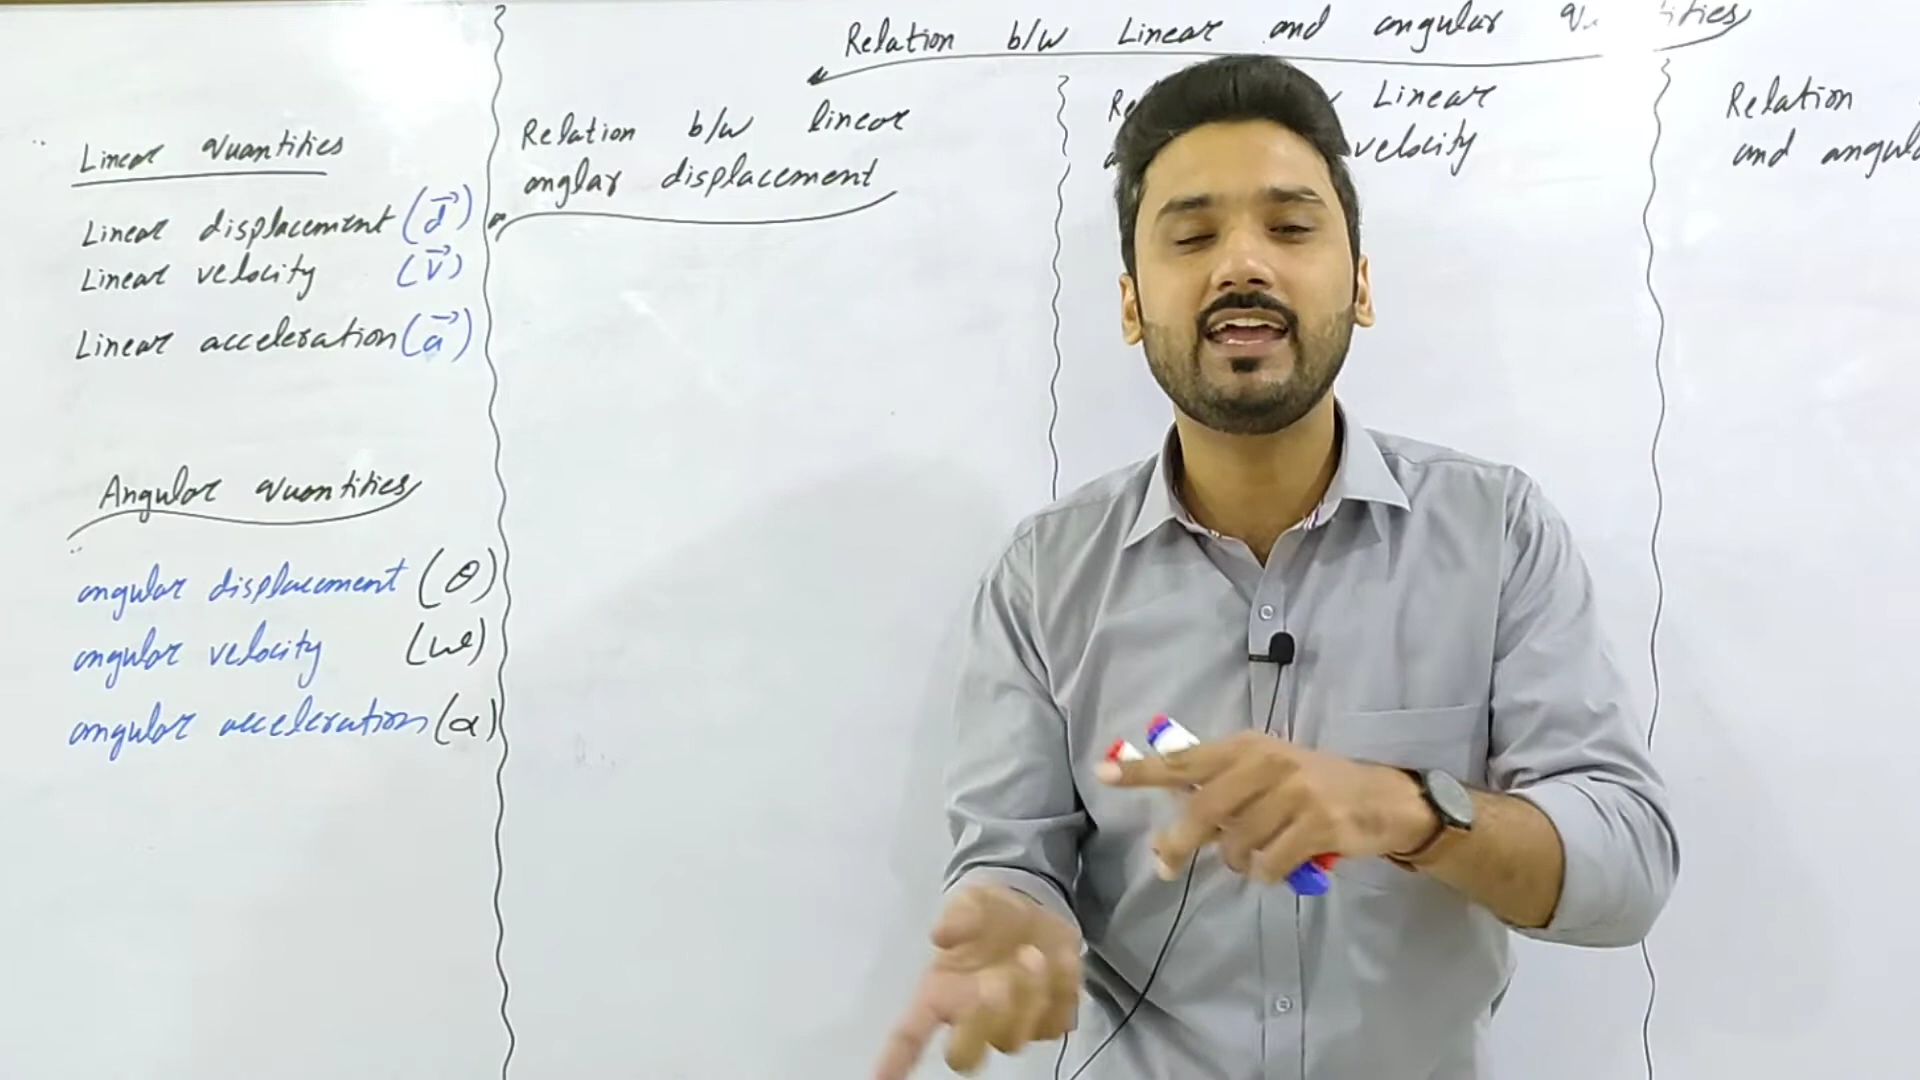 Relation b/w Linear and angular
Linear quantities
Linear displacement (d⃗)
Linear velocity (v⃗)
Linear acceleration (a⃗)
Angular quantities
angular displacement (θ)
angular velocity (ω)
angular acceleration (α)
Relation b/w linear
anglar displacement
Linear
velocity
Relation
and